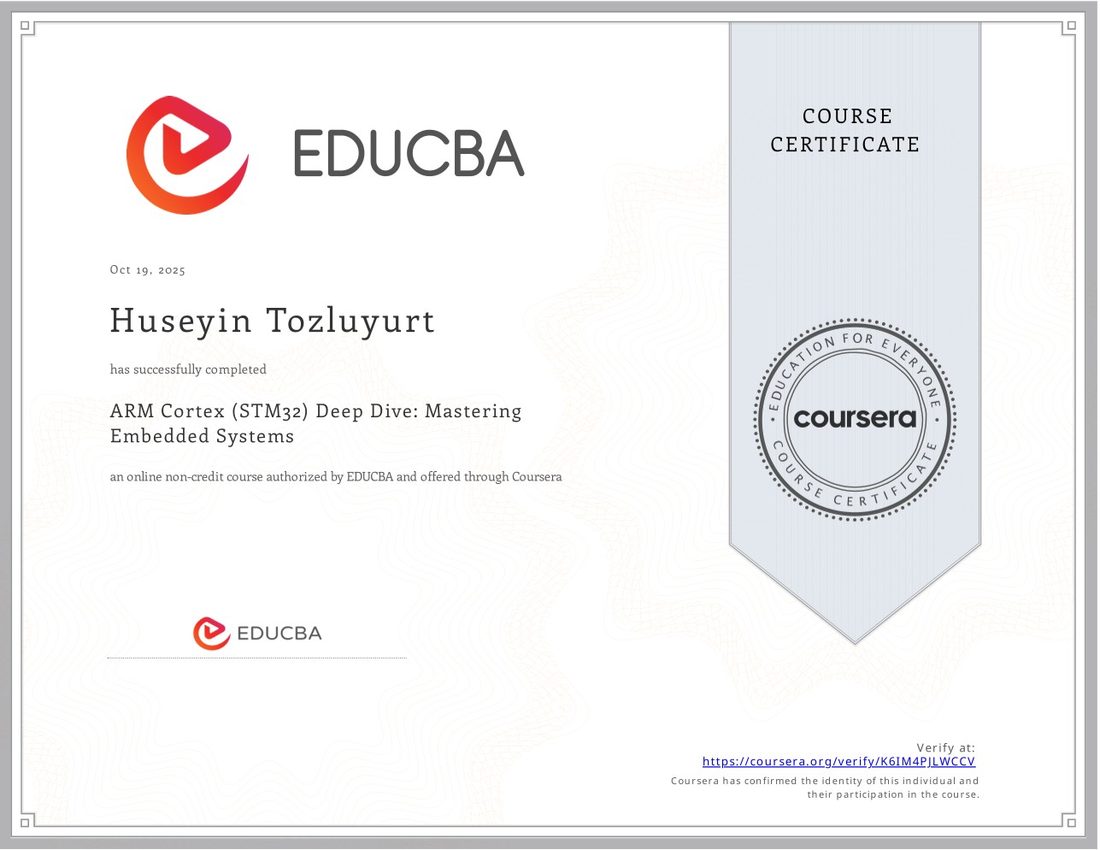 EDUCBA
COURSE
CERTIFICATE
Oct 19, 2025
Huseyin Tozluyurt
has successfully completed
ARM Cortex (STM32) Deep Dive: Mastering
Embedded Systems
an online non-credit course authorized by EDUCBA and offered through Coursera
EDUCATION FOR EVERYONE
coursera
COURSE CERTIFICATE
EDUCBA
Verify at:
https://coursera.org/verify/K6IM4PJLWCCV
Coursera has confirmed the identity of this individual and
their participation in the course.